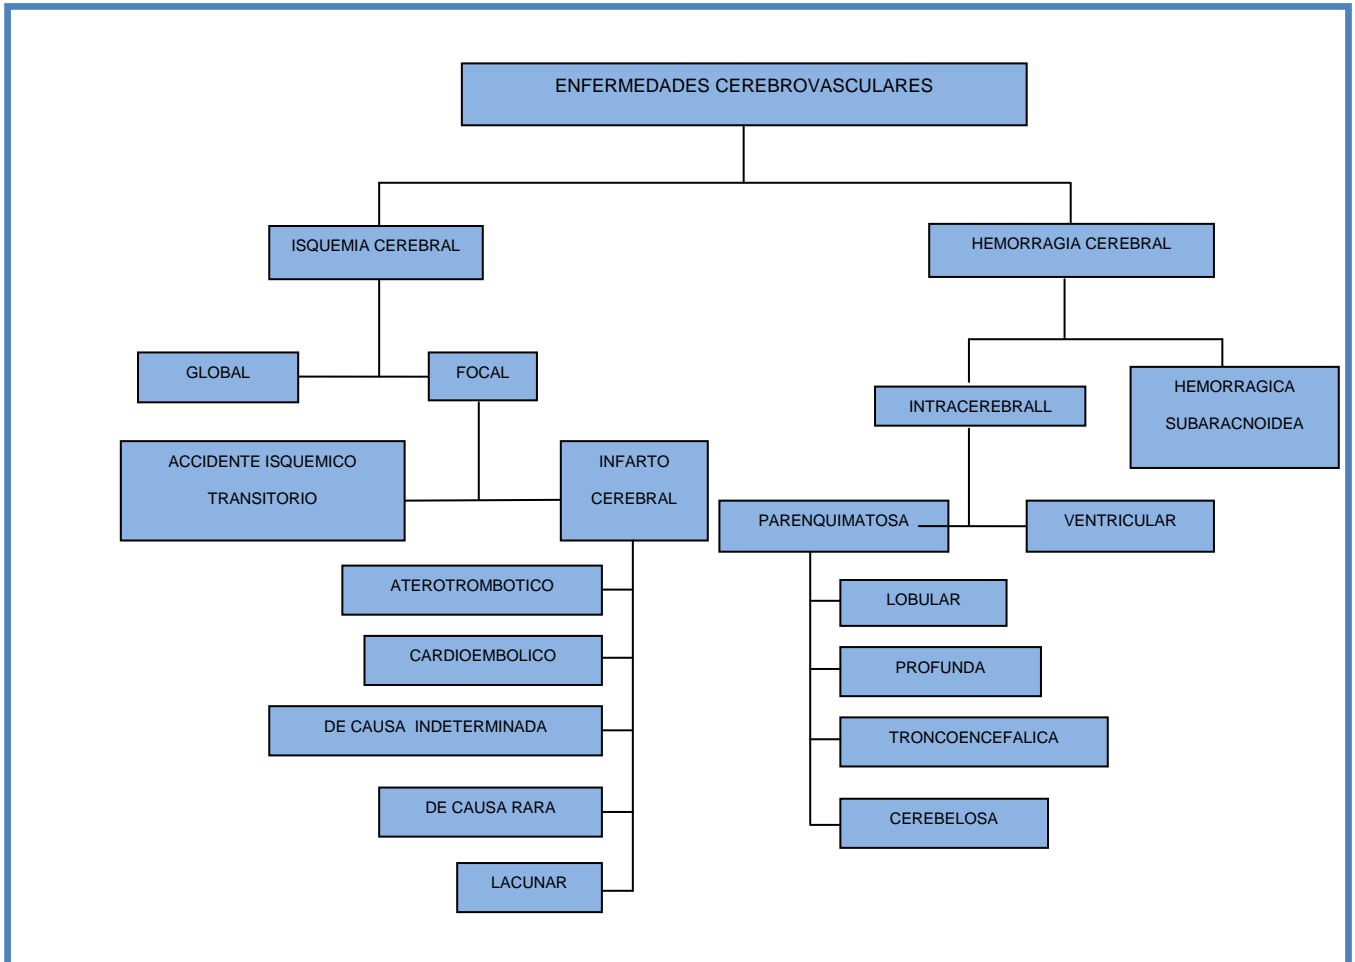 ENFERMEDADES CEREBROVASCULARES
ISQUEMIA CEREBRAL
HEMORRAGIA CEREBRAL
GLOBAL
FOCAL
INTRACEREBRALL
HEMORRAGICA
SUBARACNOIDEA
ACCIDENTE ISQUEMICO
TRANSITORIO
INFARTO
CEREBRAL
PARENQUIMATOSA
VENTRICULAR
ATEROTROMBOTICO
CARDIOEMBOLICO
DE CAUSA INDETERMINADA
DE CAUSA RARA
LACUNAR
LOBULAR
PROFUNDA
TRONCOENCEFALICA
CEREBELOSA